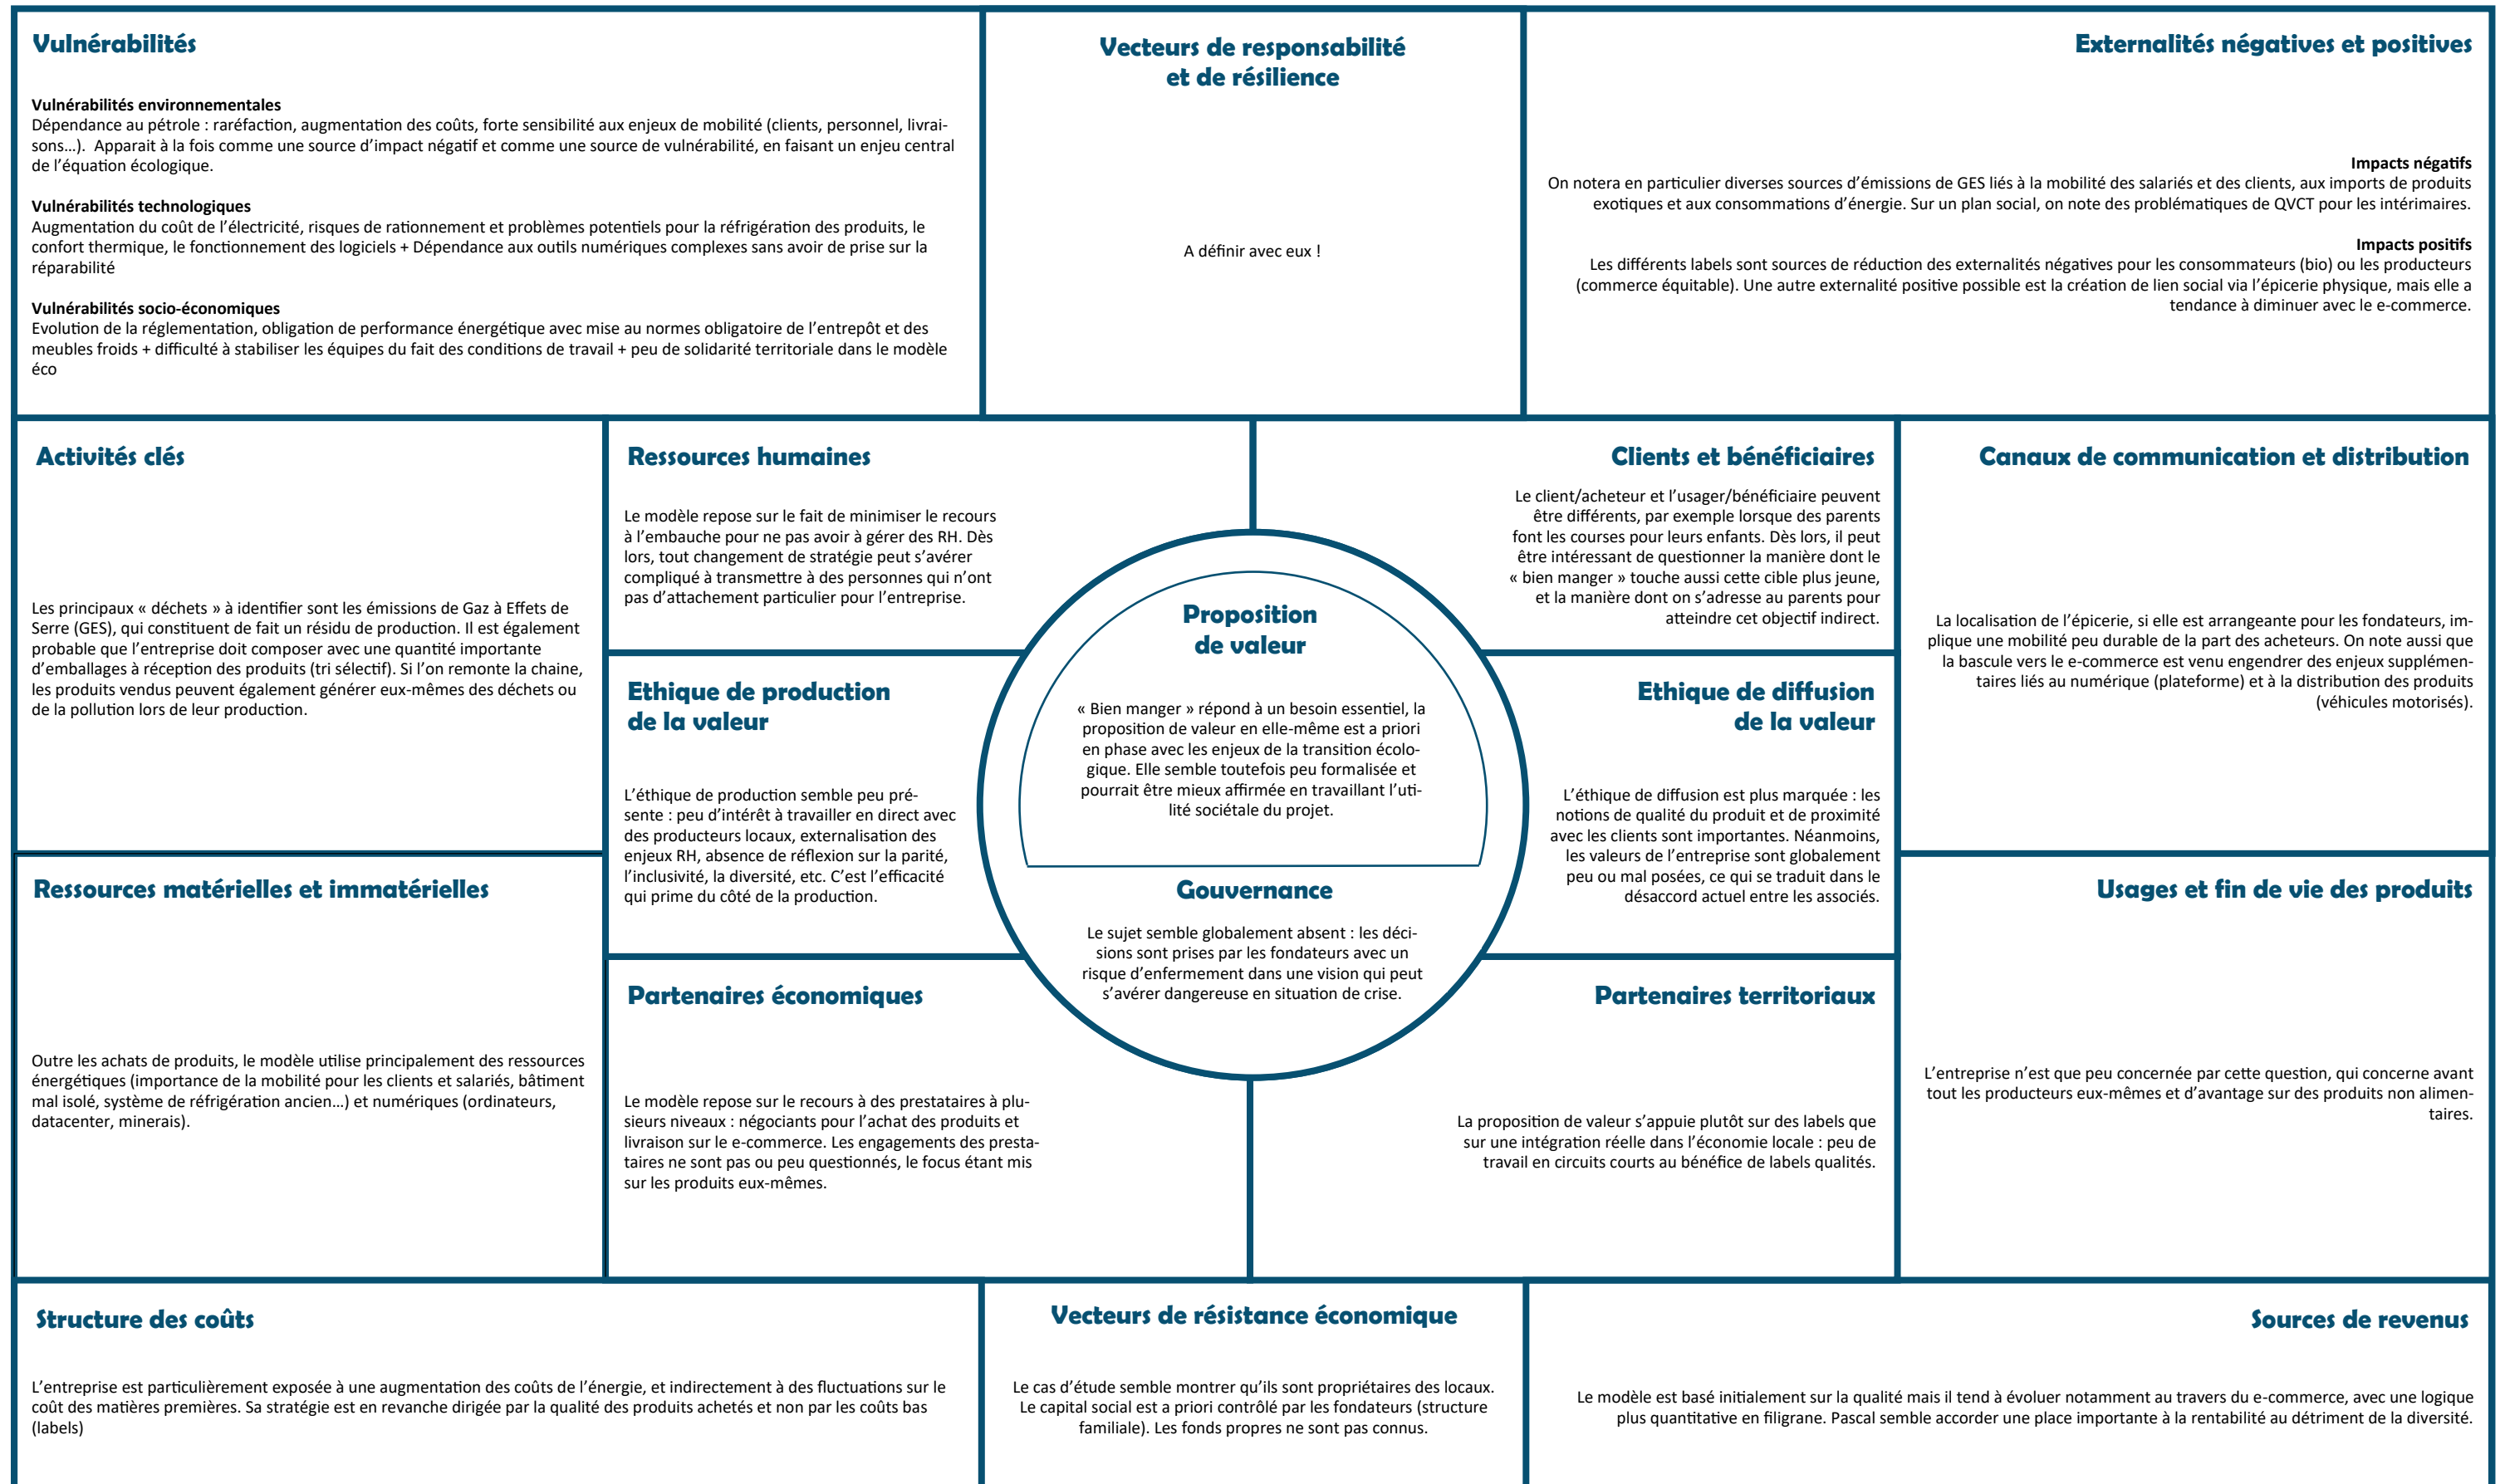 Vulnérabilités
Vulnérabilités environnementales
Dépendance au pétrole : raréfaction, augmentation des coûts, forte sensibilité aux enjeux de mobilité (clients, personnel, livrai-
sons…).  Apparait à la fois comme une source d'impact négatif et comme une source de vulnérabilité, en faisant un enjeu central
de l'équation écologique.
Vulnérabilités technologiques
Augmentation du coût de l'électricité, risques de rationnement et problèmes potentiels pour la réfrigération des produits, le
confort thermique, le fonctionnement des logiciels + Dépendance aux outils numériques complexes sans avoir de prise sur la
réparabilité
Vulnérabilités socio-économiques
Evolution de la réglementation, obligation de performance énergétique avec mise au normes obligatoire de l'entrepôt et des
meubles froids + difficulté à stabiliser les équipes du fait des conditions de travail + peu de solidarité territoriale dans le modèle
éco
Vecteurs de responsabilité
et de résilience
A définir avec eux !
Externalités négatives et positives
Impacts négatifs
On notera en particulier diverses sources d'émissions de GES liés à la mobilité des salariés et des clients, aux imports de produits
exotiques et aux consommations d'énergie. Sur un plan social, on note des problématiques de QVCT pour les intérimaires.
Impacts positifs
Les différents labels sont sources de réduction des externalités négatives pour les consommateurs (bio) ou les producteurs
(commerce équitable). Une autre externalité positive possible est la création de lien social via l'épicerie physique, mais elle a
tendance à diminuer avec le e-commerce.
Activités clés
Les principaux « déchets » à identifier sont les émissions de Gaz à Effets de
Serre (GES), qui constituent de fait un résidu de production. Il est également
probable que l'entreprise doit composer avec une quantité importante
d'emballages à réception des produits (tri sélectif). Si l'on remonte la chaine,
les produits vendus peuvent également générer eux-mêmes des déchets ou
de la pollution lors de leur production.
Ressources humaines
Le modèle repose sur le fait de minimiser le recours
à l'embauche pour ne pas avoir à gérer des RH. Dès
lors, tout changement de stratégie peut s'avérer
compliqué à transmettre à des personnes qui n'ont
pas d'attachement particulier pour l'entreprise.
Clients et bénéficiaires
Le client/acheteur et l'usager/bénéficiaire peuvent
être différents, par exemple lorsque des parents
font les courses pour leurs enfants. Dès lors, il peut
être intéressant de questionner la manière dont le
« bien manger » touche aussi cette cible plus jeune,
et la manière dont on s'adresse au parents pour
atteindre cet objectif indirect.
Canaux de communication et distribution
La localisation de l'épicerie, si elle est arrangeante pour les fondateurs, im-
plique une mobilité peu durable de la part des acheteurs. On note aussi que
la bascule vers le e-commerce est venu engendrer des enjeux supplémen-
taires liés au numérique (plateforme) et à la distribution des produits
(véhicules motorisés).
Ethique de production
de la valeur
L'éthique de production semble peu pré-
sente : peu d'intérêt à travailler en direct avec
des producteurs locaux, externalisation des
enjeux RH, absence de réflexion sur la parité,
l'inclusivité, la diversité, etc. C'est l'efficacité
qui prime du côté de la production.
Proposition
de valeur
« Bien manger » répond à un besoin essentiel, la
proposition de valeur en elle-même est a priori
en phase avec les enjeux de la transition écolo-
gique. Elle semble toutefois peu formalisée et
pourrait être mieux affirmée en travaillant l'uti-
lité sociétale du projet.
Gouvernance
Le sujet semble globalement absent : les déci-
sions sont prises par les fondateurs avec un
risque d'enfermement dans une vision qui peut
s'avérer dangereuse en situation de crise.
Ethique de diffusion
de la valeur
L'éthique de diffusion est plus marquée : les
notions de qualité du produit et de proximité
avec les clients sont importantes. Néanmoins,
les valeurs de l'entreprise sont globalement
peu ou mal posées, ce qui se traduit dans le
désaccord actuel entre les associés.
Ressources matérielles et immatérielles
Outre les achats de produits, le modèle utilise principalement des ressources
énergétiques (importance de la mobilité pour les clients et salariés, bâtiment
mal isolé, système de réfrigération ancien…) et numériques (ordinateurs,
datacenter, minerais).
Partenaires économiques
Le modèle repose sur le recours à des prestataires à plu-
sieurs niveaux : négociants pour l'achat des produits et
livraison sur le e-commerce. Les engagements des presta-
taires ne sont pas ou peu questionnés, le focus étant mis
sur les produits eux-mêmes.
Partenaires territoriaux
La proposition de valeur s'appuie plutôt sur des labels que
sur une intégration réelle dans l'économie locale : peu de
travail en circuits courts au bénéfice de labels qualités.
Usages et fin de vie des produits
L'entreprise n'est que peu concernée par cette question, qui concerne avant
tout les producteurs eux-mêmes et d'avantage sur des produits non alimen-
taires.
Structure des coûts
L'entreprise est particulièrement exposée à une augmentation des coûts de l'énergie, et indirectement à des fluctuations sur le
coût des matières premières. Sa stratégie est en revanche dirigée par la qualité des produits achetés et non par les coûts bas
(labels)
Vecteurs de résistance économique
Le cas d'étude semble montrer qu'ils sont propriétaires des locaux.
Le capital social est a priori contrôlé par les fondateurs (structure
familiale). Les fonds propres ne sont pas connus.
Sources de revenus
Le modèle est basé initialement sur la qualité mais il tend à évoluer notamment au travers du e-commerce, avec une logique
plus quantitative en filigrane. Pascal semble accorder une place importante à la rentabilité au détriment de la diversité.